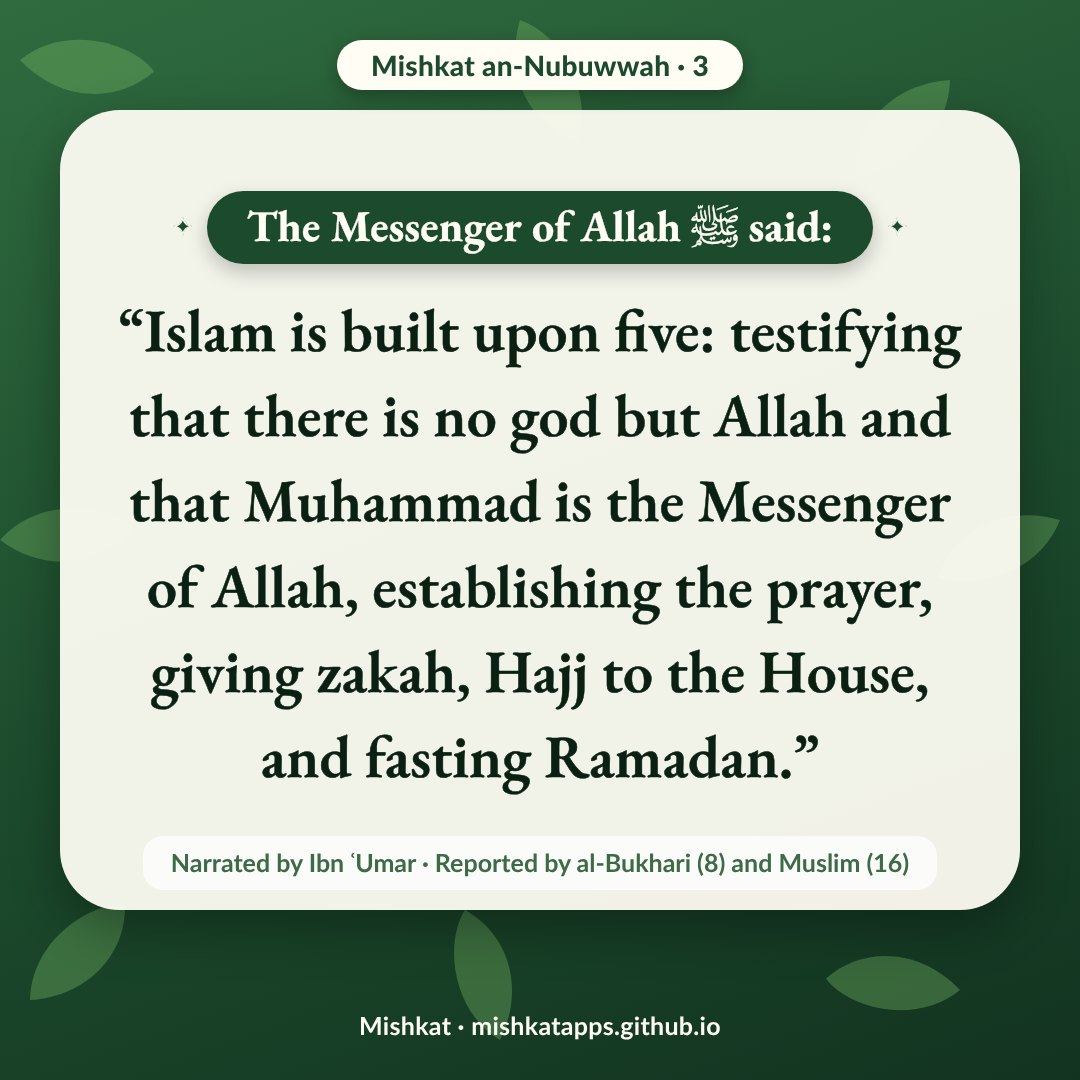 Mishkat an-Nubuwwah · 3
✦ The Messenger of Allah ﷺ said: ✦
“Islam is built upon five: testifying
that there is no god but Allah and
that Muhammad is the Messenger
of Allah, establishing the prayer,
giving zakah, Hajj to the House,
and fasting Ramadan.”
Narrated by Ibn ʿUmar · Reported by al-Bukhari (8) and Muslim (16)
Mishkat · mishkatapps.github.io